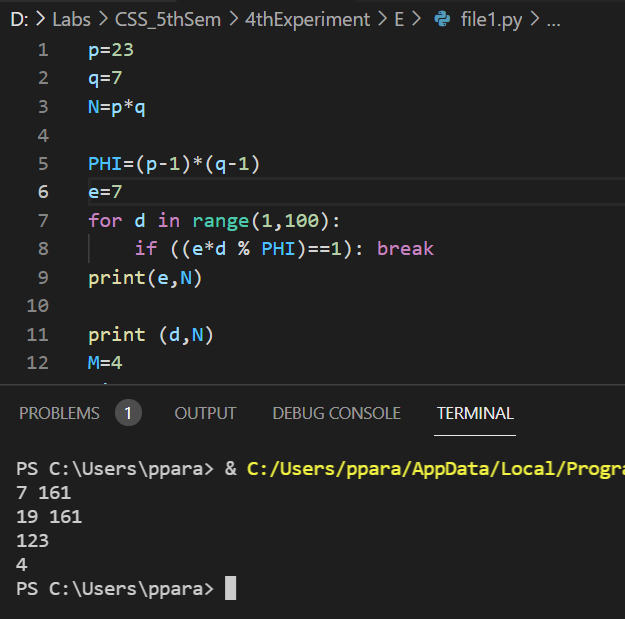 D: > Labs > CSS_5thSem > 4thExperiment > E > file1.py > ...
1 p=23
2 q=7
3 N=p*q
4
5 PHI=(p-1)*(q-1)
6 e=7
7 for d in range(1,100):
8     if ((e*d % PHI)==1): break
9 print(e,N)
10
11 print (d,N)
12 M=4
PROBLEMS 1 OUTPUT DEBUG CONSOLE TERMINAL
PS C:\Users\ppara> & C:/Users/ppara/AppData/Local/Progra
7 161
19 161
123
4
PS C:\Users\ppara>